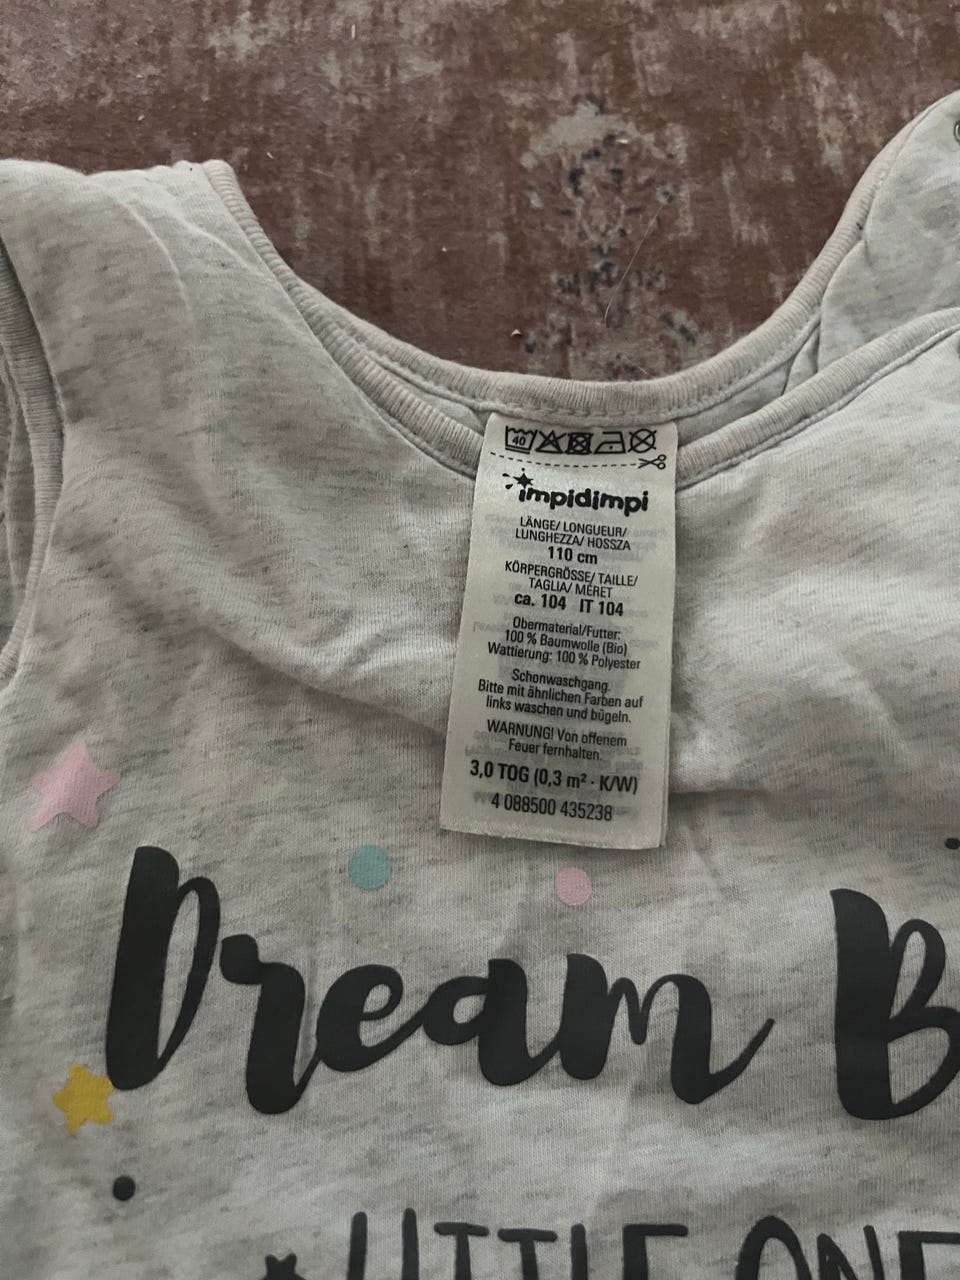 40
impidimpi
LÄNGE/ LONGUEUR/
LUNGHEZZA/ HOSSZA
110 cm
KÖRPERGRÖSSE/ TAILLE/
TAGLIA/ MÉRET
ca. 104 IT 104
Obermaterial/Futter:
100 % Baumwolle (Bio)
Wattierung: 100 % Polyester
Schonwaschgang.
Bitte mit ähnlichen Farben auf
links waschen und bügeln.
WARNUNG! Von offenem
Feuer fernhalten.
3,0 TOG (0,3 m² · K/W)
4 088500 435238
Dream B
LITTLE ONE